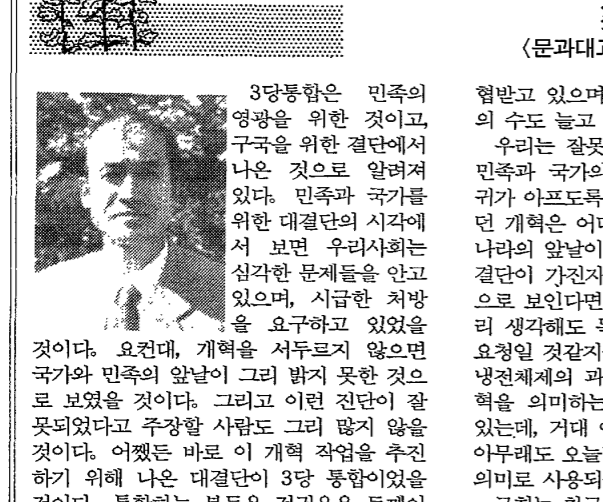 〈문과대
3당통합은 민족의
영광을 위한 것이고,
구국을 위한 결단에서
나온 것으로 알려져
있다. 민족과 국가를
위한 대결단의 시각에
서 보면 우리사회는
심각한 문제들을 안고
있으며, 시급한 처방
을 요구하고 있었을
것이다. 요컨대, 개혁을 서두르지 않으면
국가와 민족의 앞날이 그리 밝지 못한 것으
로 보였을 것이다. 그리고 이런 진단이 잘
못되었다고 주장할 사람도 그리 많지 않을
것이다. 어쨌든 바로 이 개혁 작업을 추진
하기 위해 나온 대결단이 3당 통합이었을
협받고 있으며
의 수도 늘고
우리는 잘못
민족과 국가의
귀가 아프도록
던 개혁은 어
나라의 앞날이
결단이 가진자
으로 보인다면
리 생각해도
요청일 것같지
냉전체제의 과
혁을 의미하는
있는데, 거대
아무래도 오늘
의미로 사용되